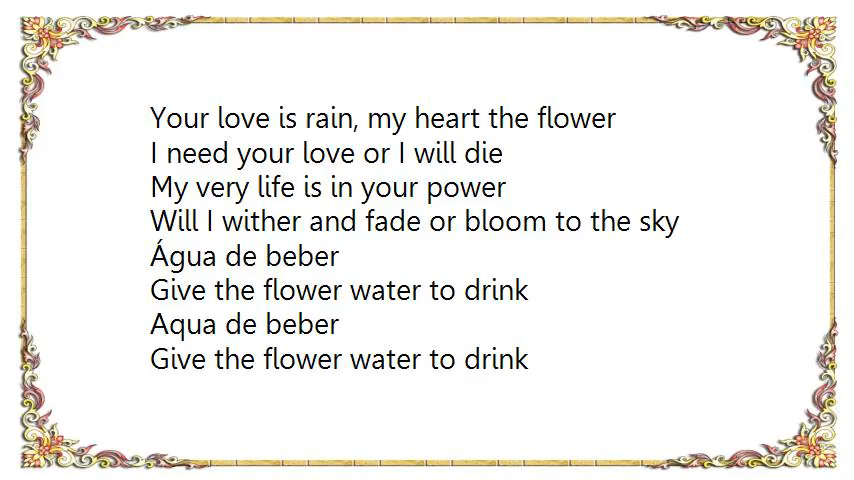 Your love is rain, my heart the flower
I need your love or I will die
My very life is in your power
Will I wither and fade or bloom to the sky
Água de beber
Give the flower water to drink
Aqua de beber
Give the flower water to drink